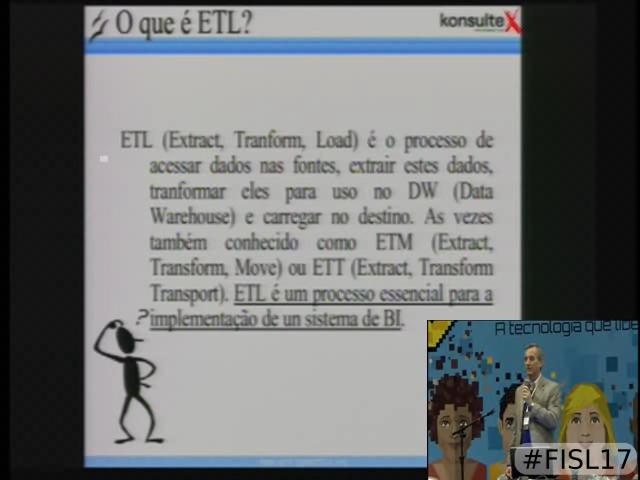 O que é ETL?
konsulteX
ETL (Extract, Tranform, Load) é o processo de
acessar dados nas fontes, extrair estes dados,
tranformar eles para uso no DW (Data
Warehouse) e carregar no destino. As vezes
também conhecido como ETM (Extract,
Transform, Move) ou ETT (Extract, Transform
Transport). ETL é um processo essencial para a
implementação de un sistema de BI.
?
A tecnologia que
#FISL17